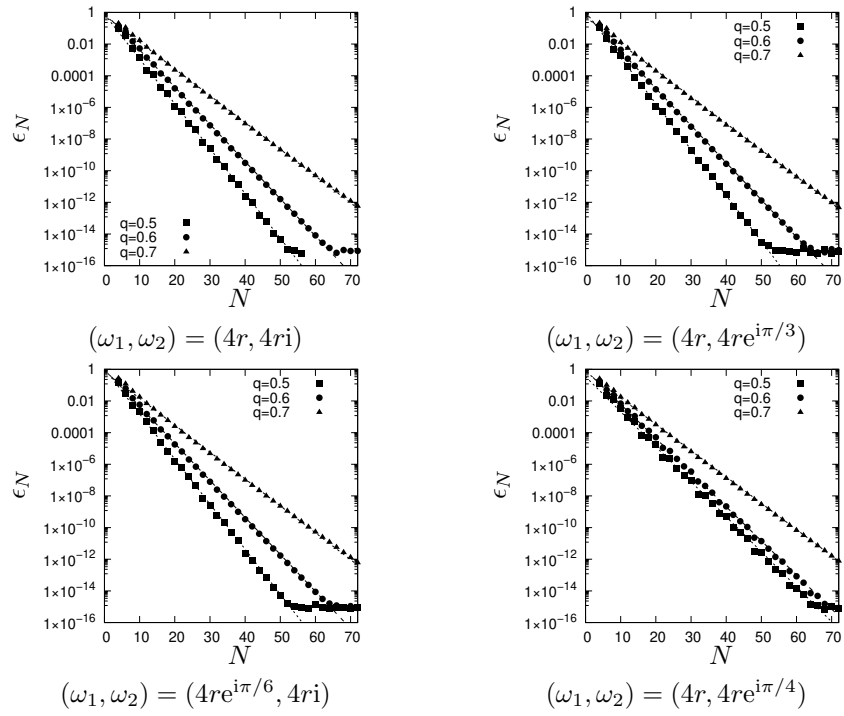 1
0.01
0.0001
1×10⁻⁶
1×10⁻⁸
1×10⁻¹⁰
1×10⁻¹²
1×10⁻¹⁴
1×10⁻¹⁶
ϵ_N
q=0.5
q=0.6
q=0.7
0 10 20 30 40 50 60 70
N
(ω₁, ω₂) = (4r, 4ri)
1
0.01
0.0001
1×10⁻⁶
1×10⁻⁸
1×10⁻¹⁰
1×10⁻¹²
1×10⁻¹⁴
1×10⁻¹⁶
ϵ_N
q=0.5
q=0.6
q=0.7
0 10 20 30 40 50 60 70
N
(ω₁, ω₂) = (4r, 4re^{iπ/3})
1
0.01
0.0001
1×10⁻⁶
1×10⁻⁸
1×10⁻¹⁰
1×10⁻¹²
1×10⁻¹⁴
1×10⁻¹⁶
ϵ_N
q=0.5
q=0.6
q=0.7
0 10 20 30 40 50 60 70
N
(ω₁, ω₂) = (4re^{iπ/6}, 4ri)
1
0.01
0.0001
1×10⁻⁶
1×10⁻⁸
1×10⁻¹⁰
1×10⁻¹²
1×10⁻¹⁴
1×10⁻¹⁶
ϵ_N
q=0.5
q=0.6
q=0.7
0 10 20 30 40 50 60 70
N
(ω₁, ω₂) = (4r, 4re^{iπ/4})